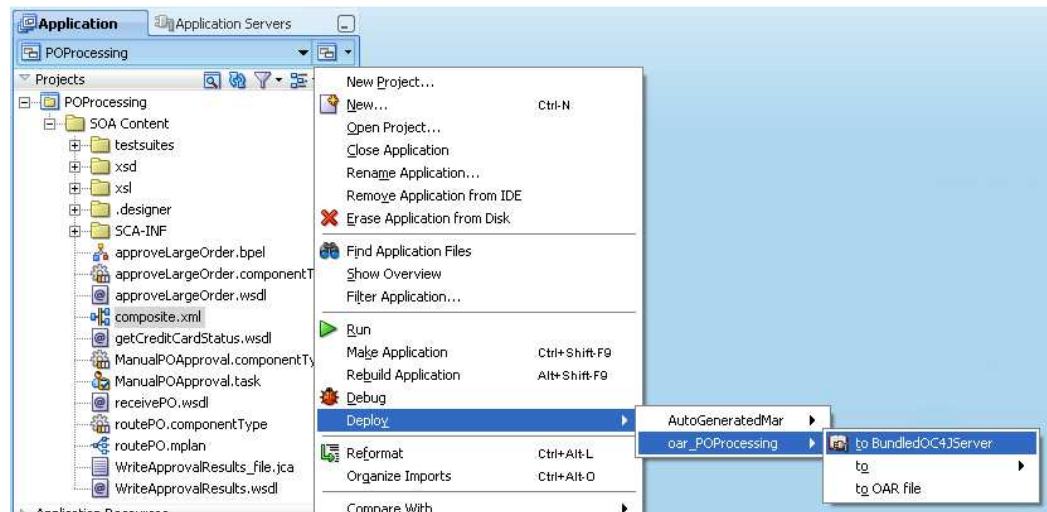 Application
Application Servers
POProcessing
Projects
POProcessing
SOA Content
testsuites
xsd
xsl
.designer
SCA-INF
approveLargeOrder.bpel
approveLargeOrder.componentT
approveLargeOrder.wsdl
composite.xml
getCreditCardStatus.wsdl
ManualPOApproval.componentTy
ManualPOApproval.task
receivePO.wsdl
routePO.componentType
routePO.mplan
WriteApprovalResults_file.jca
WriteApprovalResults.wsdl
Application Resources
New Project...
New... Ctrl-N
Open Project...
Close Application
Rename Application...
Remove Application from IDE
Erase Application from Disk
Find Application Files
Show Overview
Filter Application...
Run
Make Application Ctrl+Shift-F9
Rebuild Application Alt+Shift-F9
Debug
Deploy
Reformat Ctrl+Alt-L
Organize Imports Ctrl+Alt-O
Compare With
AutoGeneratedMar
oar_POProcessing
to BundledOC4JServer
to
to OAR file